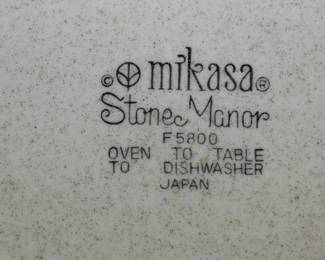 © mikasa®
Stone Manor
F5800
OVEN TO TABLE
TO DISHWASHER
JAPAN